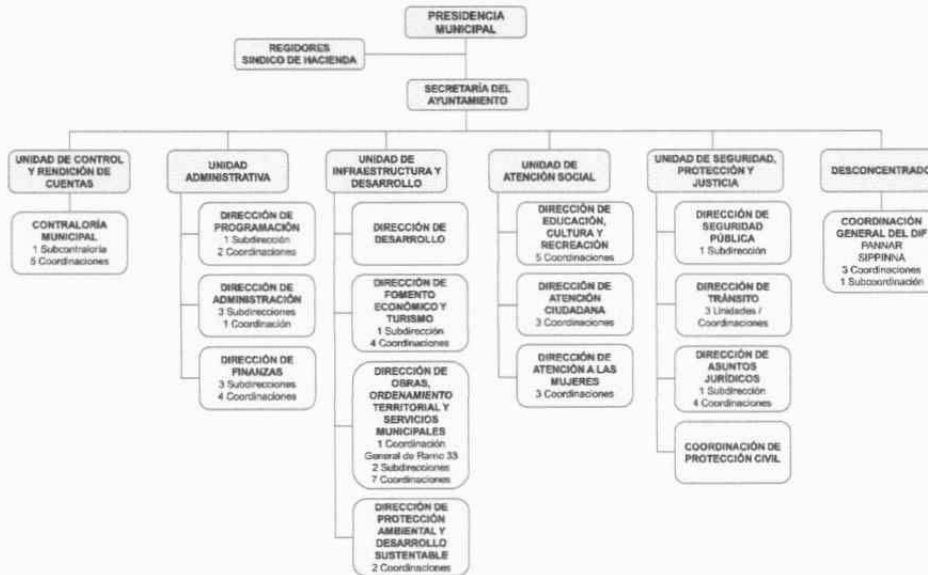 PRESIDENCIA
MUNICIPAL
REGIDORES
SINDICO DE HACIENDA
SECRETARÍA DEL
AYUNTAMIENTO
UNIDAD DE CONTROL
Y RENDICIÓN DE
CUENTAS
CONTRALORÍA
MUNICIPAL
1 Subcontraloría
5 Coordinaciones
UNIDAD
ADMINISTRATIVA
DIRECCIÓN DE
PROGRAMACIÓN
1 Subdirección
2 Coordinaciones
DIRECCIÓN DE
ADMINISTRACIÓN
3 Subdirecciones
1 Coordinación
DIRECCIÓN DE
FINANZAS
3 Subdirecciones
4 Coordinaciones
UNIDAD DE
INFRAESTRUCTURA Y
DESARROLLO
DIRECCIÓN DE
DESARROLLO
DIRECCIÓN DE
FOMENTO
ECONÓMICO Y
TURISMO
1 Subdirección
4 Coordinaciones
DIRECCIÓN DE
OBRAS,
ORDENAMIENTO
TERRITORIAL Y
SERVICIOS
MUNICIPALES
1 Coordinación
General de Ramo 33
2 Subdirecciones
7 Coordinaciones
DIRECCIÓN DE
PROTECCIÓN
AMBIENTAL Y
DESARROLLO
SUSTENTABLE
2 Coordinaciones
UNIDAD DE
ATENCIÓN SOCIAL
DIRECCIÓN DE
EDUCACIÓN,
CULTURA Y
RECREACIÓN
5 Coordinaciones
DIRECCIÓN DE
ATENCIÓN
CIUDADANA
3 Coordinaciones
DIRECCIÓN DE
ATENCIÓN A LAS
MUJERES
3 Coordinaciones
UNIDAD DE SEGURIDAD,
PROTECCIÓN Y
JUSTICIA
DIRECCIÓN DE
SEGURIDAD
PÚBLICA
1 Subdirección
DIRECCIÓN DE
TRÁNSITO
3 Unidades /
Coordinaciones
DIRECCIÓN DE
ASUNTOS
JURÍDICOS
1 Subdirección
4 Coordinaciones
COORDINACIÓN DE
PROTECCIÓN CIVIL
DESCONCENTRADO
COORDINACIÓN
GENERAL DEL DIF
PANNAR
SIPPINNA
3 Coordinaciones
1 Subcoordinación